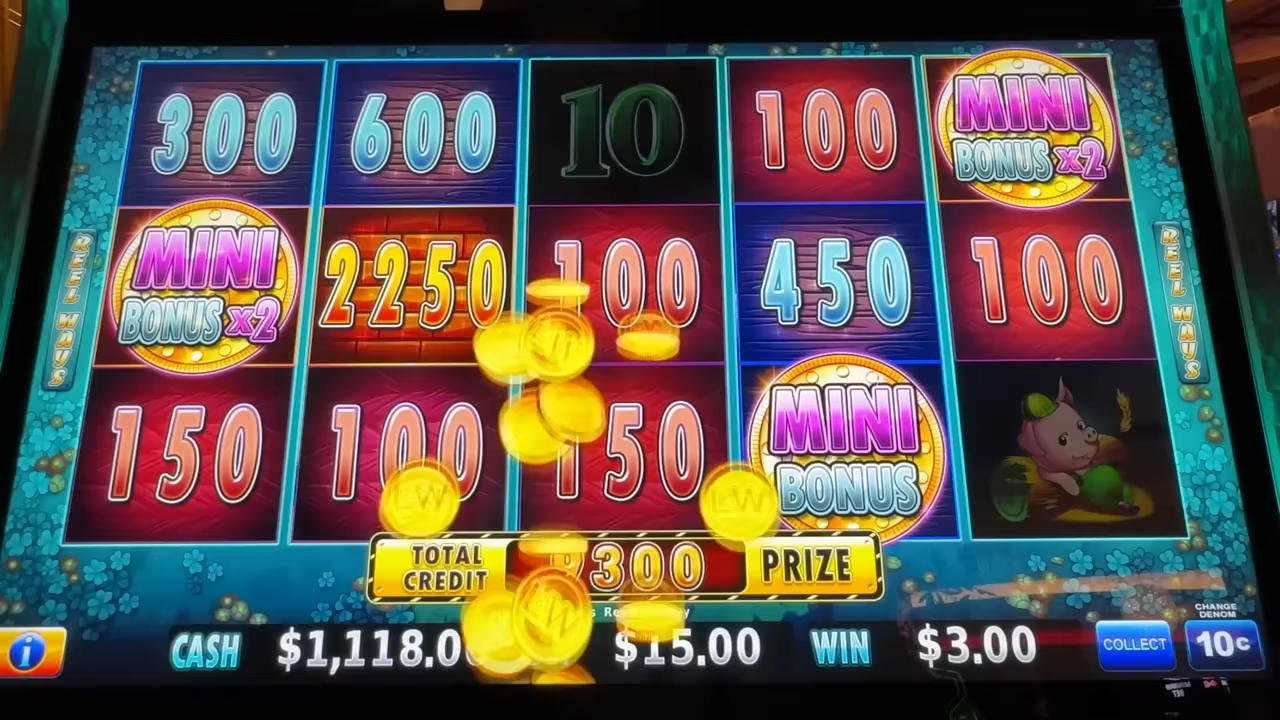 300 600 10 100 MINI BONUS x2
MINI BONUS x2 2250 100 450 100
150 100 150 MINI BONUS
REEL WAYS
REEL WAYS
TOTAL CREDIT 300 PRIZE
CASH $1,118.0 $15.00 WIN $3.00
COLLECT
CHANGE DENOM
10¢